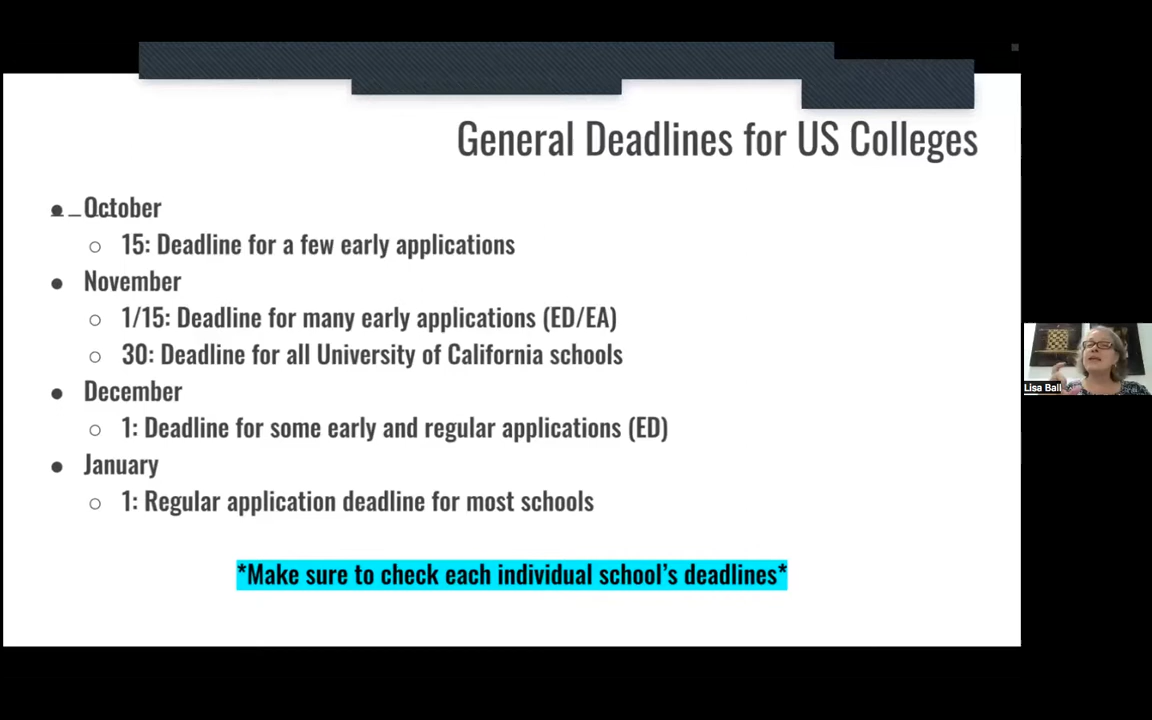 General Deadlines for US Colleges
● October
○ 15: Deadline for a few early applications
● November
○ 1/15: Deadline for many early applications (ED/EA)
○ 30: Deadline for all University of California schools
● December
○ 1: Deadline for some early and regular applications (ED)
● January
○ 1: Regular application deadline for most schools
*Make sure to check each individual school’s deadlines*
Lisa Ball